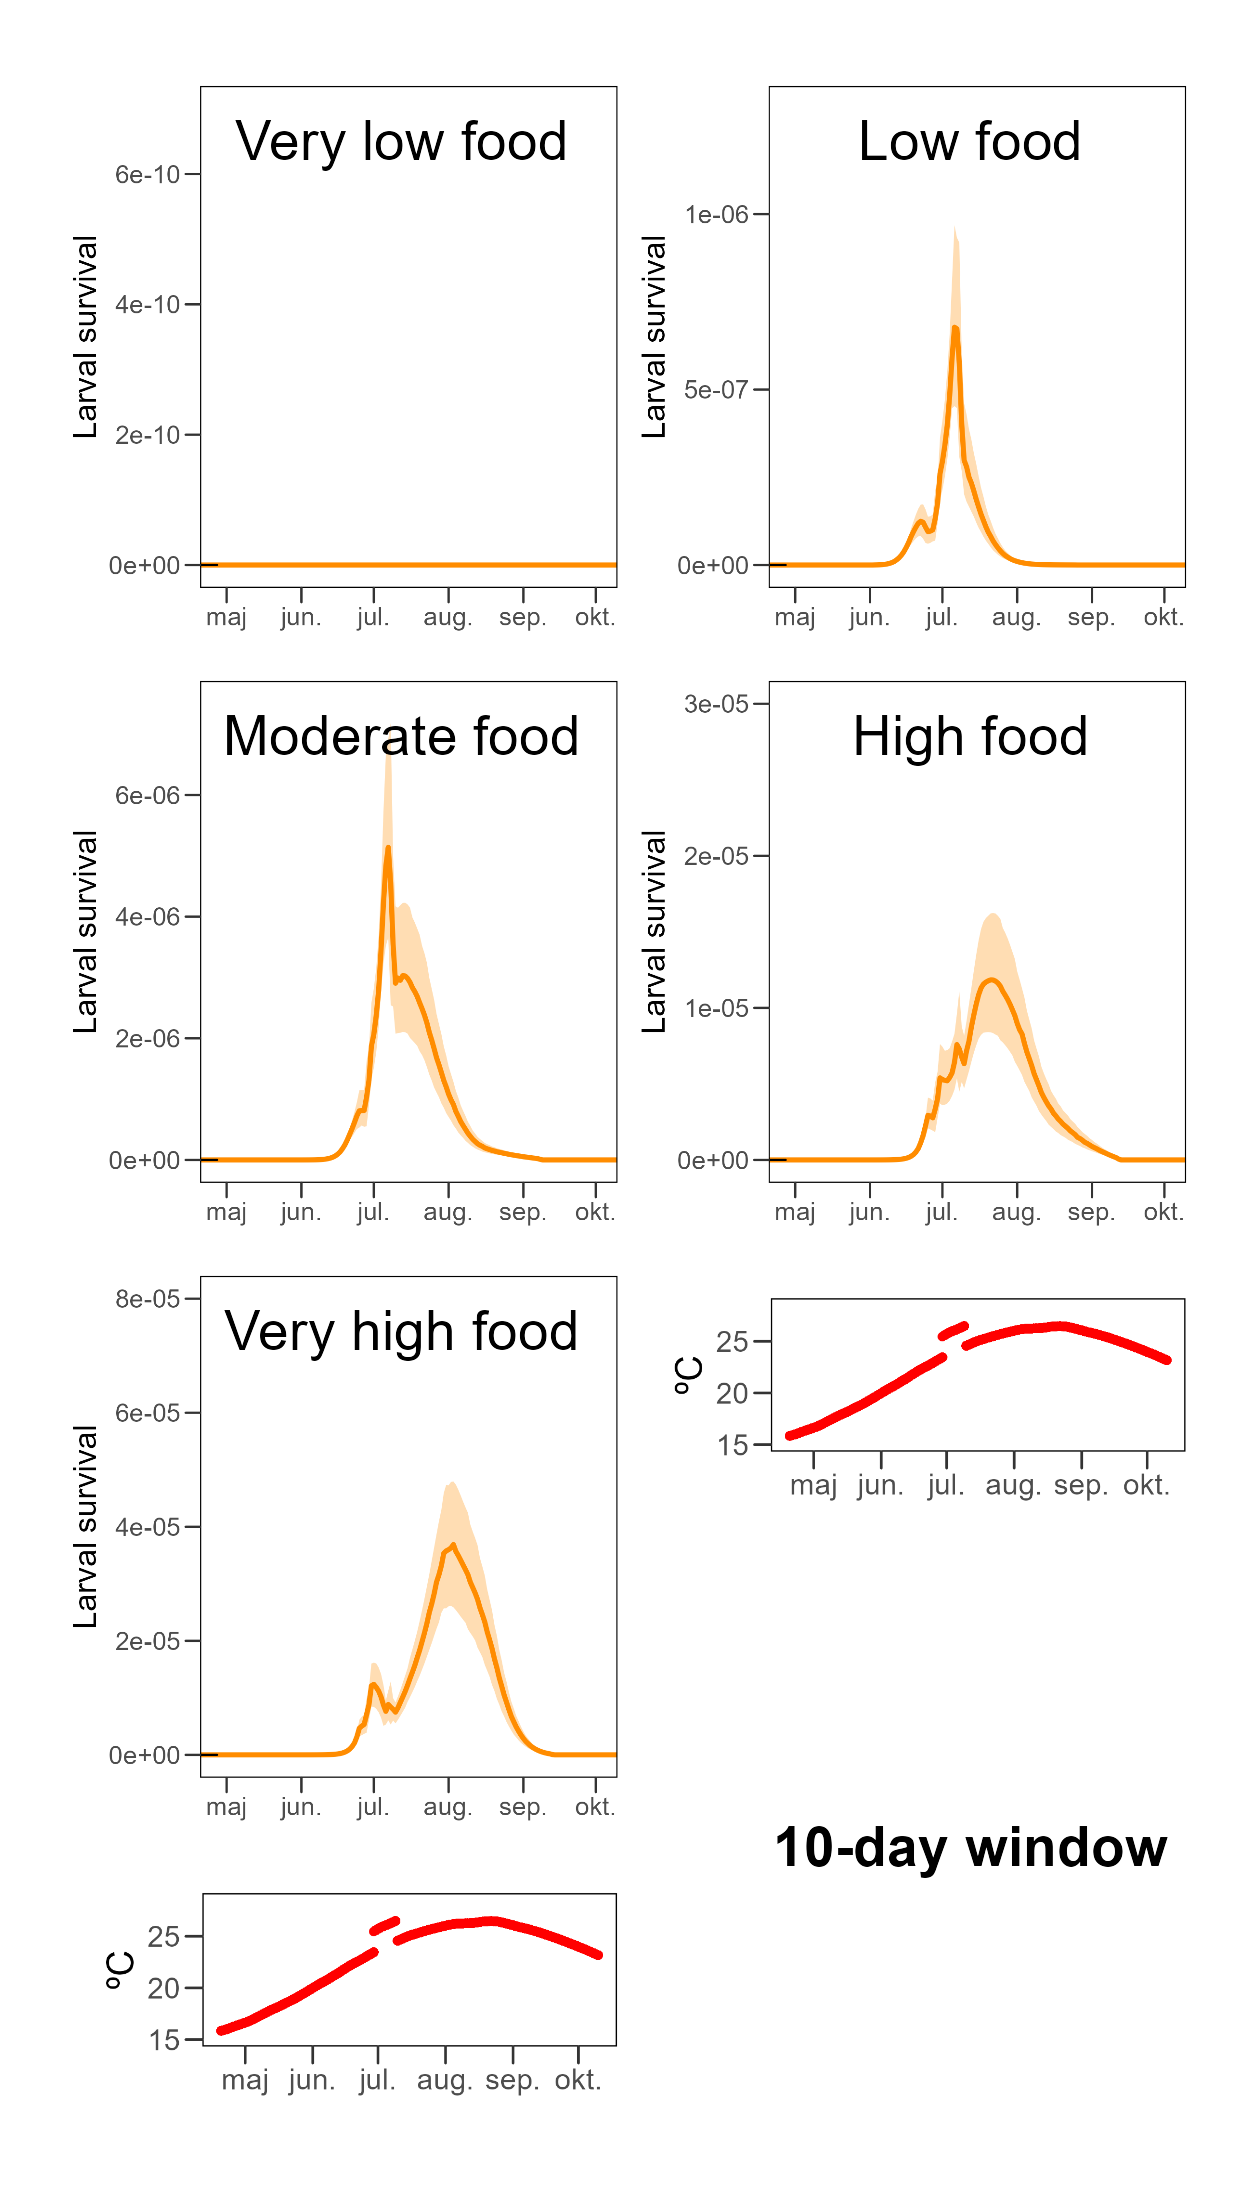 Very low food
6e-10
4e-10
2e-10
0e+00
Larval survival
maj jun. jul. aug. sep. okt.
Low food
1e-06
5e-07
0e+00
Larval survival
maj jun. jul. aug. sep. okt.
Moderate food
6e-06
4e-06
2e-06
0e+00
Larval survival
maj jun. jul. aug. sep. okt.
High food
3e-05
2e-05
1e-05
0e+00
Larval survival
maj jun. jul. aug. sep. okt.
Very high food
8e-05
6e-05
4e-05
2e-05
0e+00
Larval survival
maj jun. jul. aug. sep. okt.
25
20
15
ºC
maj jun. jul. aug. sep. okt.
10-day window
25
20
15
ºC
maj jun. jul. aug. sep. okt.